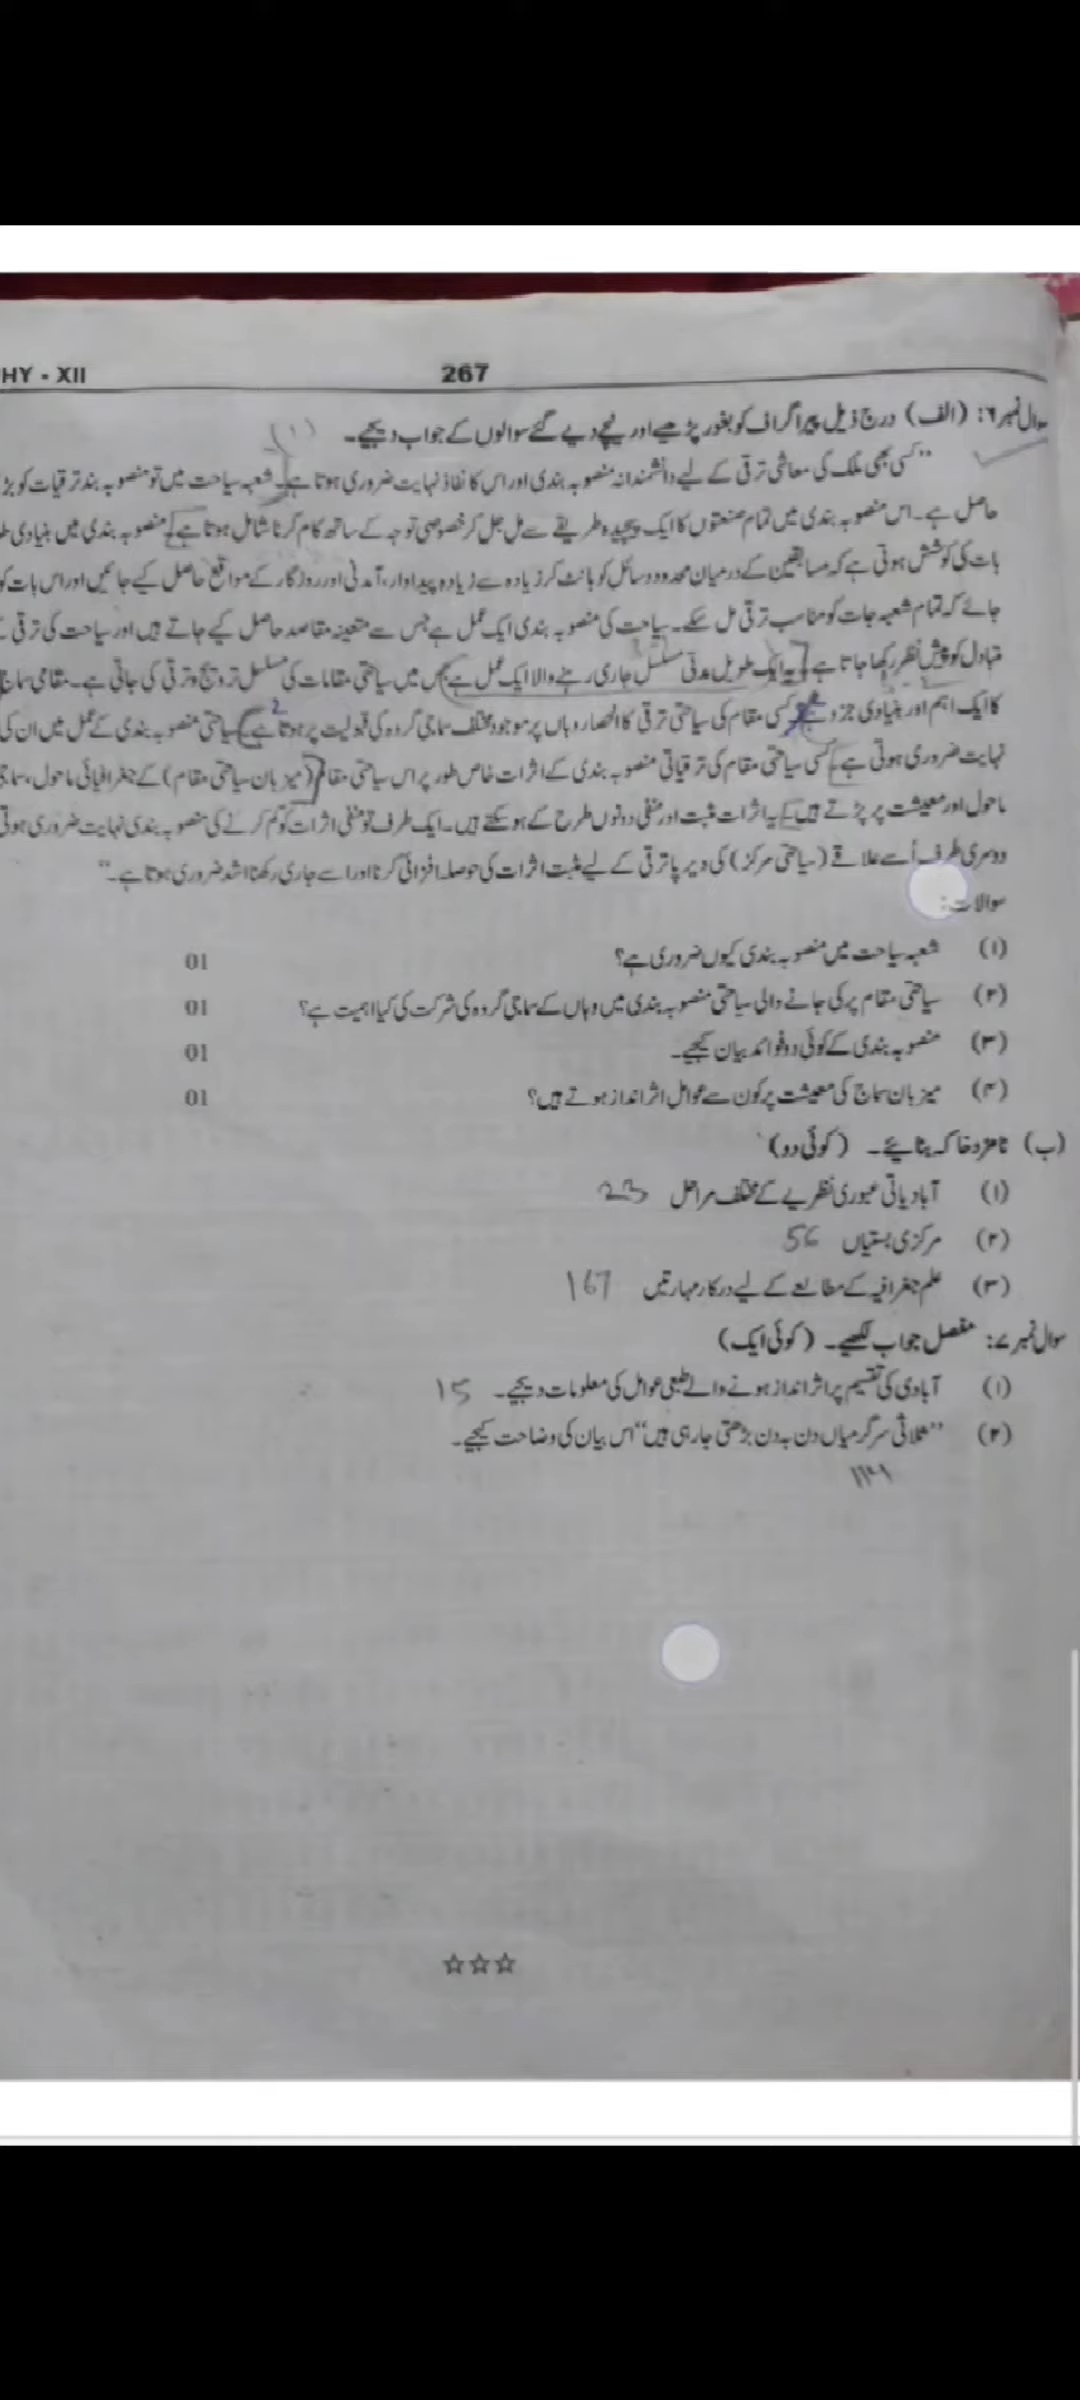 HY - XII 267
سوال نمبر ۶: (الف) درج ذیل پیراگراف کو بغور پڑھیے اور نیچے دیے گئے سوالوں کے جواب دیجیے۔ (۱)
"کسی بھی ملک کی معاشی ترقی کے لیے دانشمندانہ منصوبہ بندی اور اس کا نفاذ نہایت ضروری ہوتا ہے۔ شعبہ سیاحت میں تو منصوبہ بند ترقیات کو
حاصل ہے۔ اس منصوبہ بندی میں تمام صنعتوں کا ایک پیچیدہ طریقے سے مل جل کر خصوصی توجہ کے ساتھ کام کرنا شامل ہوتا ہے۔ منصوبہ بندی میں بنیادی
بات کی کوشش ہوتی ہے کہ مسابقین کے درمیان محدود وسائل کو بانٹ کر زیادہ سے زیادہ پیداوار، آمدنی اور روزگار کے مواقع حاصل کیے جائیں اور اس بات
جائے کہ تمام شعبہ جات کو مناسب ترقی مل سکے۔ سیاحت کی منصوبہ بندی ایک عمل ہے جس سے متعینہ مقاصد حاصل کیے جاتے ہیں اور سیاحت کی ترقی
متبادل کو پیش نظر رکھا جاتا ہے۔ یہ ایک طویل مدتی مسلسل جاری رہنے والا ایک عمل ہے جس میں سیاحتی مقامات کی مسلسل ترویج و ترقی کی جاتی ہے۔ مقامی سماج
کا ایک اہم اور بنیادی جزو ہے۔ کسی مقام کی سیاحتی ترقی کا انحصار وہاں پر موجود مختلف سماجی گروہ کی قبولیت پر ہوتا ہے۔ 2 سیاحتی منصوبہ بندی کے عمل میں ان کی
نہایت ضروری ہوتی ہے۔ کسی سیاحتی مقام کی ترقیاتی منصوبہ بندی کے اثرات خاص طور پر اس سیاحتی مقام (میزبان سیاحتی مقام) کے جغرافیائی ماحول،
ماحول اور معیشت پر پڑتے ہیں۔ یہ اثرات مثبت اور منفی دونوں طرح کے ہو سکتے ہیں۔ ایک طرف تو منفی اثرات کو کم کرنے کی منصوبہ بندی نہایت ضروری ہوتی
دوسری طرف اُسے علاقے (سیاحتی مرکز) کی دیرپا ترقی کے لیے مثبت اثرات کی حوصلہ افزائی کرنا اور اسے جاری رکھنا اشد ضروری ہوتا ہے۔"
سوالات:
(۱) شعبہ سیاحت میں منصوبہ بندی کیوں ضروری ہے؟ 01
(۲) سیاحتی مقام پر کی جانے والی سیاحتی منصوبہ بندی میں وہاں کے سماجی گروہ کی شرکت کی کیا اہمیت ہے؟ 01
(۳) منصوبہ بندی کے کوئی دو فوائد بیان کیجیے۔ 01
(۴) میزبان سماج کی معیشت پر کون سے عوامل اثر انداز ہوتے ہیں؟ 01
(ب) نامزد خاکہ بنائیے۔ (کوئی دو)
(۱) آبادیاتی عبوری نظریے کے مختلف مراحل 23
(۲) مرکزی بستیاں 56
(۳) علم جغرافیہ کے مطالعے کے لیے درکار مہارتیں 167
سوال نمبر ۷: مفصل جواب لکھیے۔ (کوئی ایک)
(۱) آبادی کی تقسیم پر اثر انداز ہونے والے طبعی عوامل کی معلومات دیجیے۔ 15
(۲) "ثلاثی سرگرمیاں دن بہ دن بڑھتی جا رہی ہیں" اس بیان کی وضاحت کیجیے۔
☆☆☆